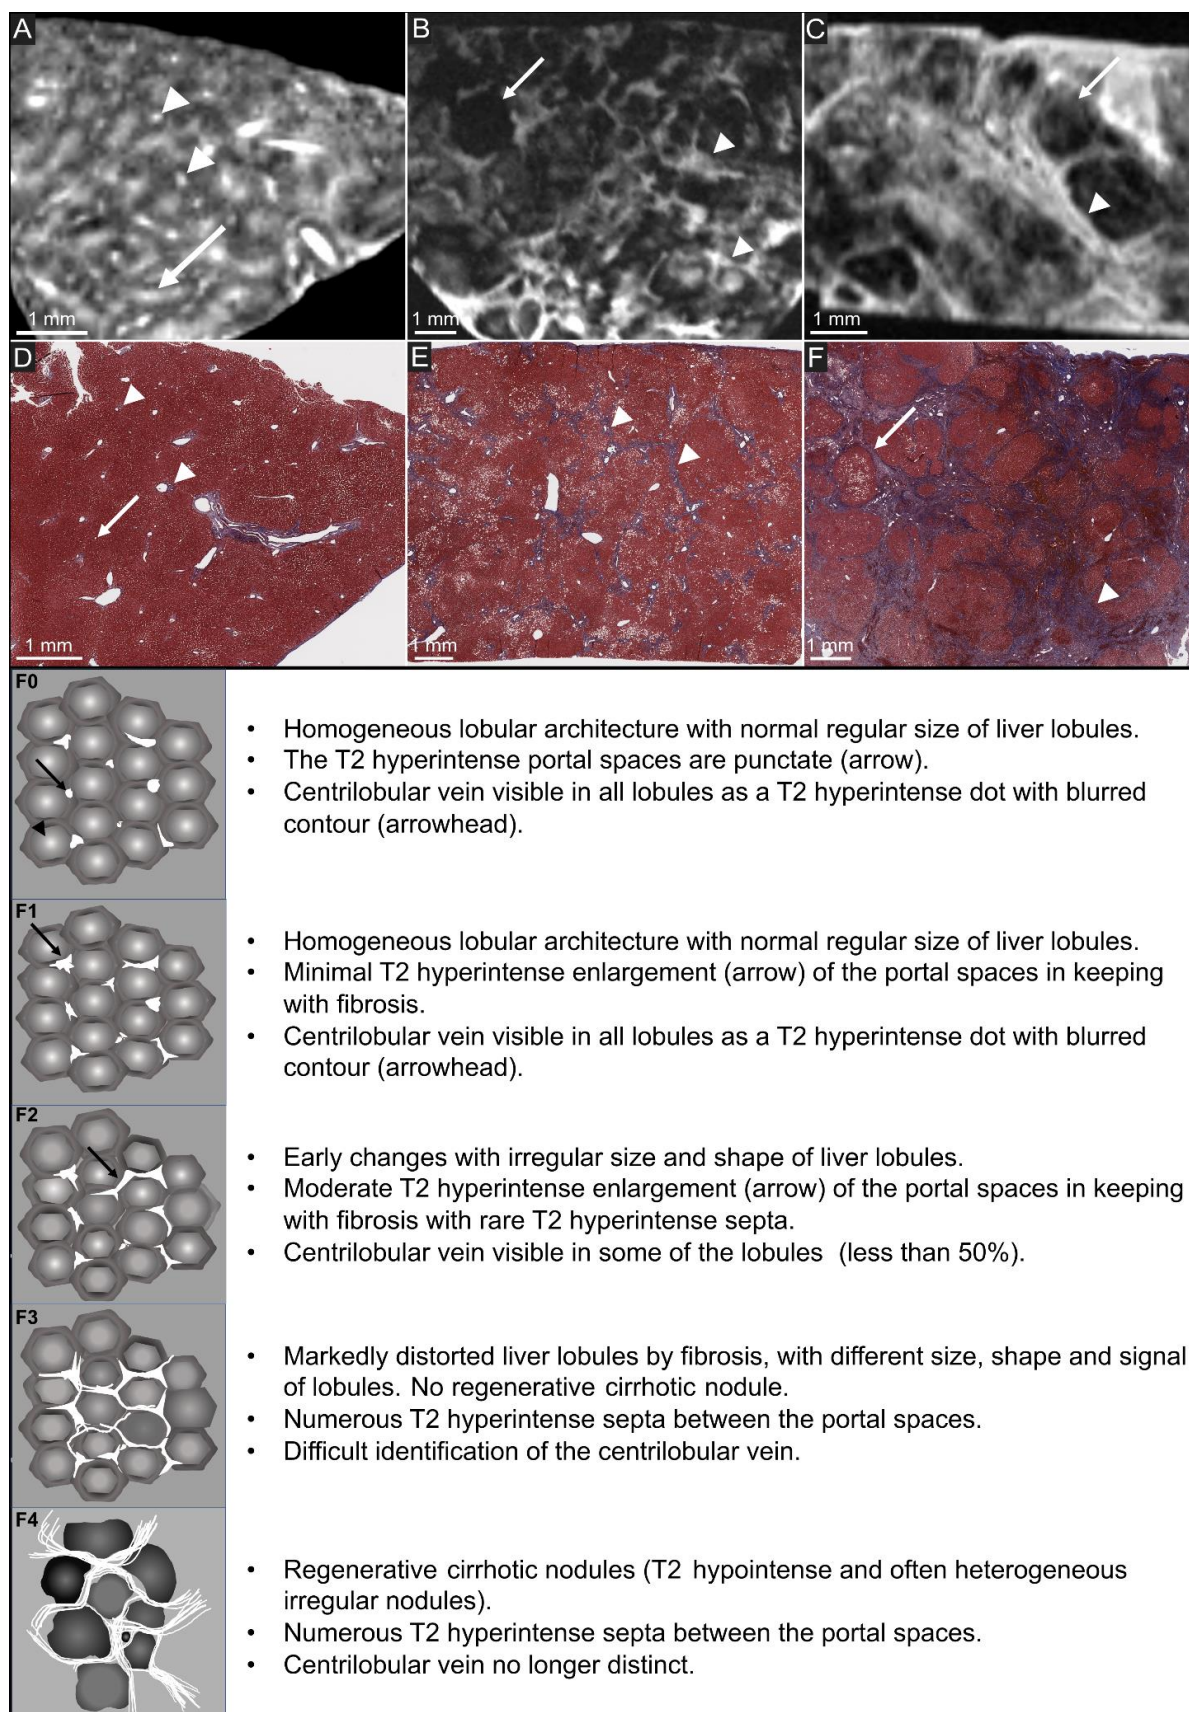 A
B
C
1 mm
1 mm
1 mm
D
E
F
1 mm
1 mm
1 mm
F0
• Homogeneous lobular architecture with normal regular size of liver lobules.
• The T2 hyperintense portal spaces are punctate (arrow).
• Centrilobular vein visible in all lobules as a T2 hyperintense dot with blurred
contour (arrowhead).
F1
• Homogeneous lobular architecture with normal regular size of liver lobules.
• Minimal T2 hyperintense enlargement (arrow) of the portal spaces in keeping
with fibrosis.
• Centrilobular vein visible in all lobules as a T2 hyperintense dot with blurred
contour (arrowhead).
F2
• Early changes with irregular size and shape of liver lobules.
• Moderate T2 hyperintense enlargement (arrow) of the portal spaces in keeping
with fibrosis with rare T2 hyperintense septa.
• Centrilobular vein visible in some of the lobules (less than 50%).
F3
• Markedly distorted liver lobules by fibrosis, with different size, shape and signal
of lobules. No regenerative cirrhotic nodule.
• Numerous T2 hyperintense septa between the portal spaces.
• Difficult identification of the centrilobular vein.
F4
• Regenerative cirrhotic nodules (T2 hypointense and often heterogeneous
irregular nodules).
• Numerous T2 hyperintense septa between the portal spaces.
• Centrilobular vein no longer distinct.